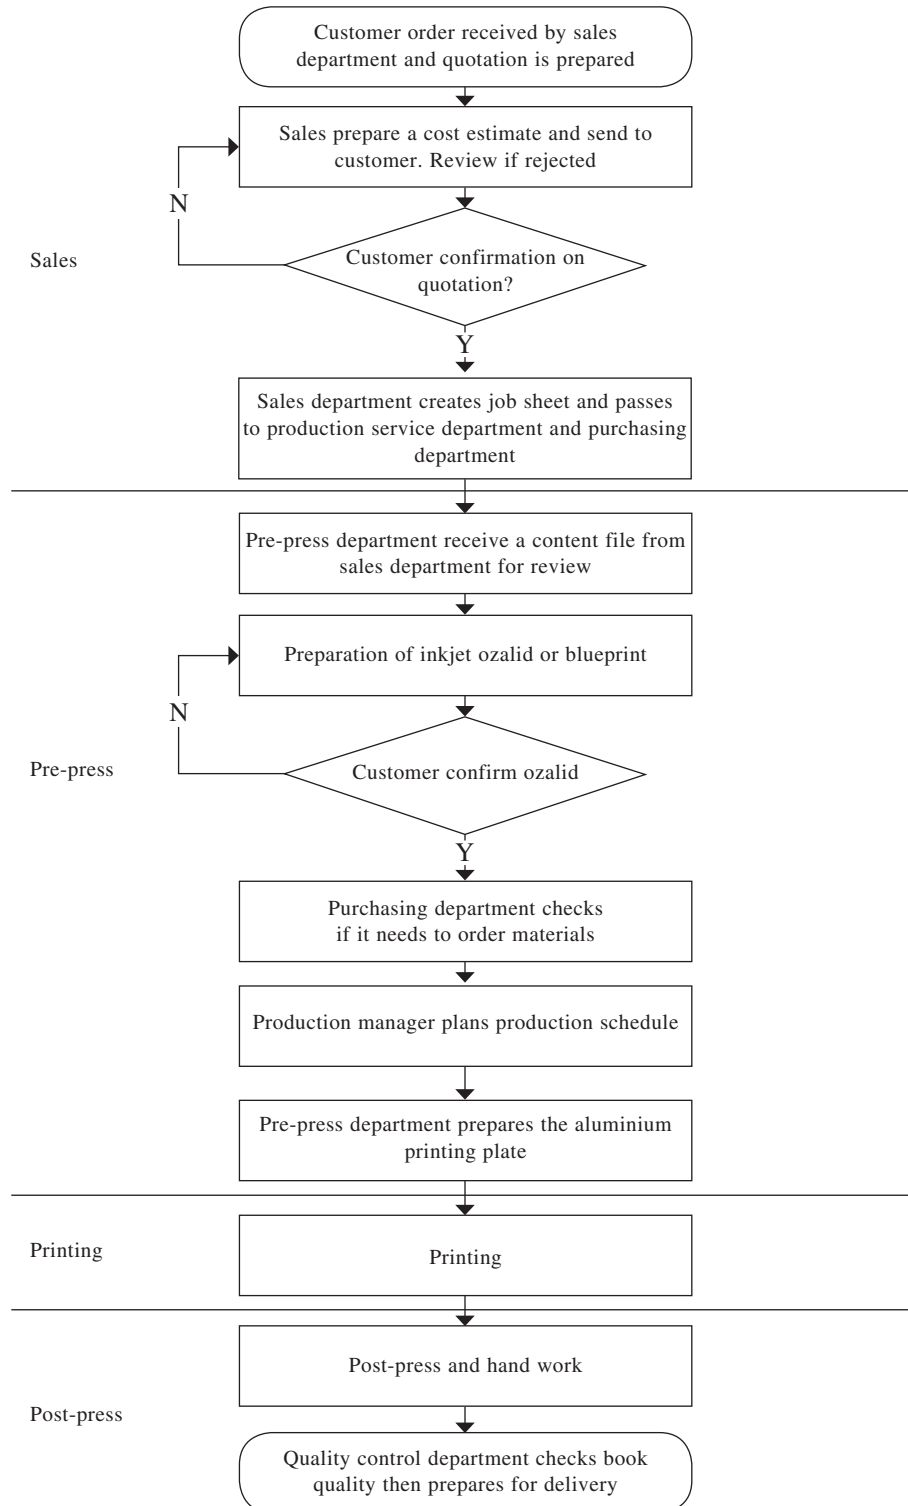 Customer order received by sales
department and quotation is prepared
Sales prepare a cost estimate and send to
customer. Review if rejected
N
Sales
Customer confirmation on
quotation?
Y
Sales department creates job sheet and passes
to production service department and purchasing
department
Pre-press department receive a content file from
sales department for review
Preparation of inkjet ozalid or blueprint
N
Pre-press
Customer confirm ozalid
Y
Purchasing department checks
if it needs to order materials
Production manager plans production schedule
Pre-press department prepares the aluminium
printing plate
Printing
Printing
Post-press and hand work
Post-press
Quality control department checks book
quality then prepares for delivery